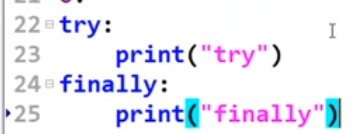 22 try:
23     print("try")
24 finally:
25     print("finally")